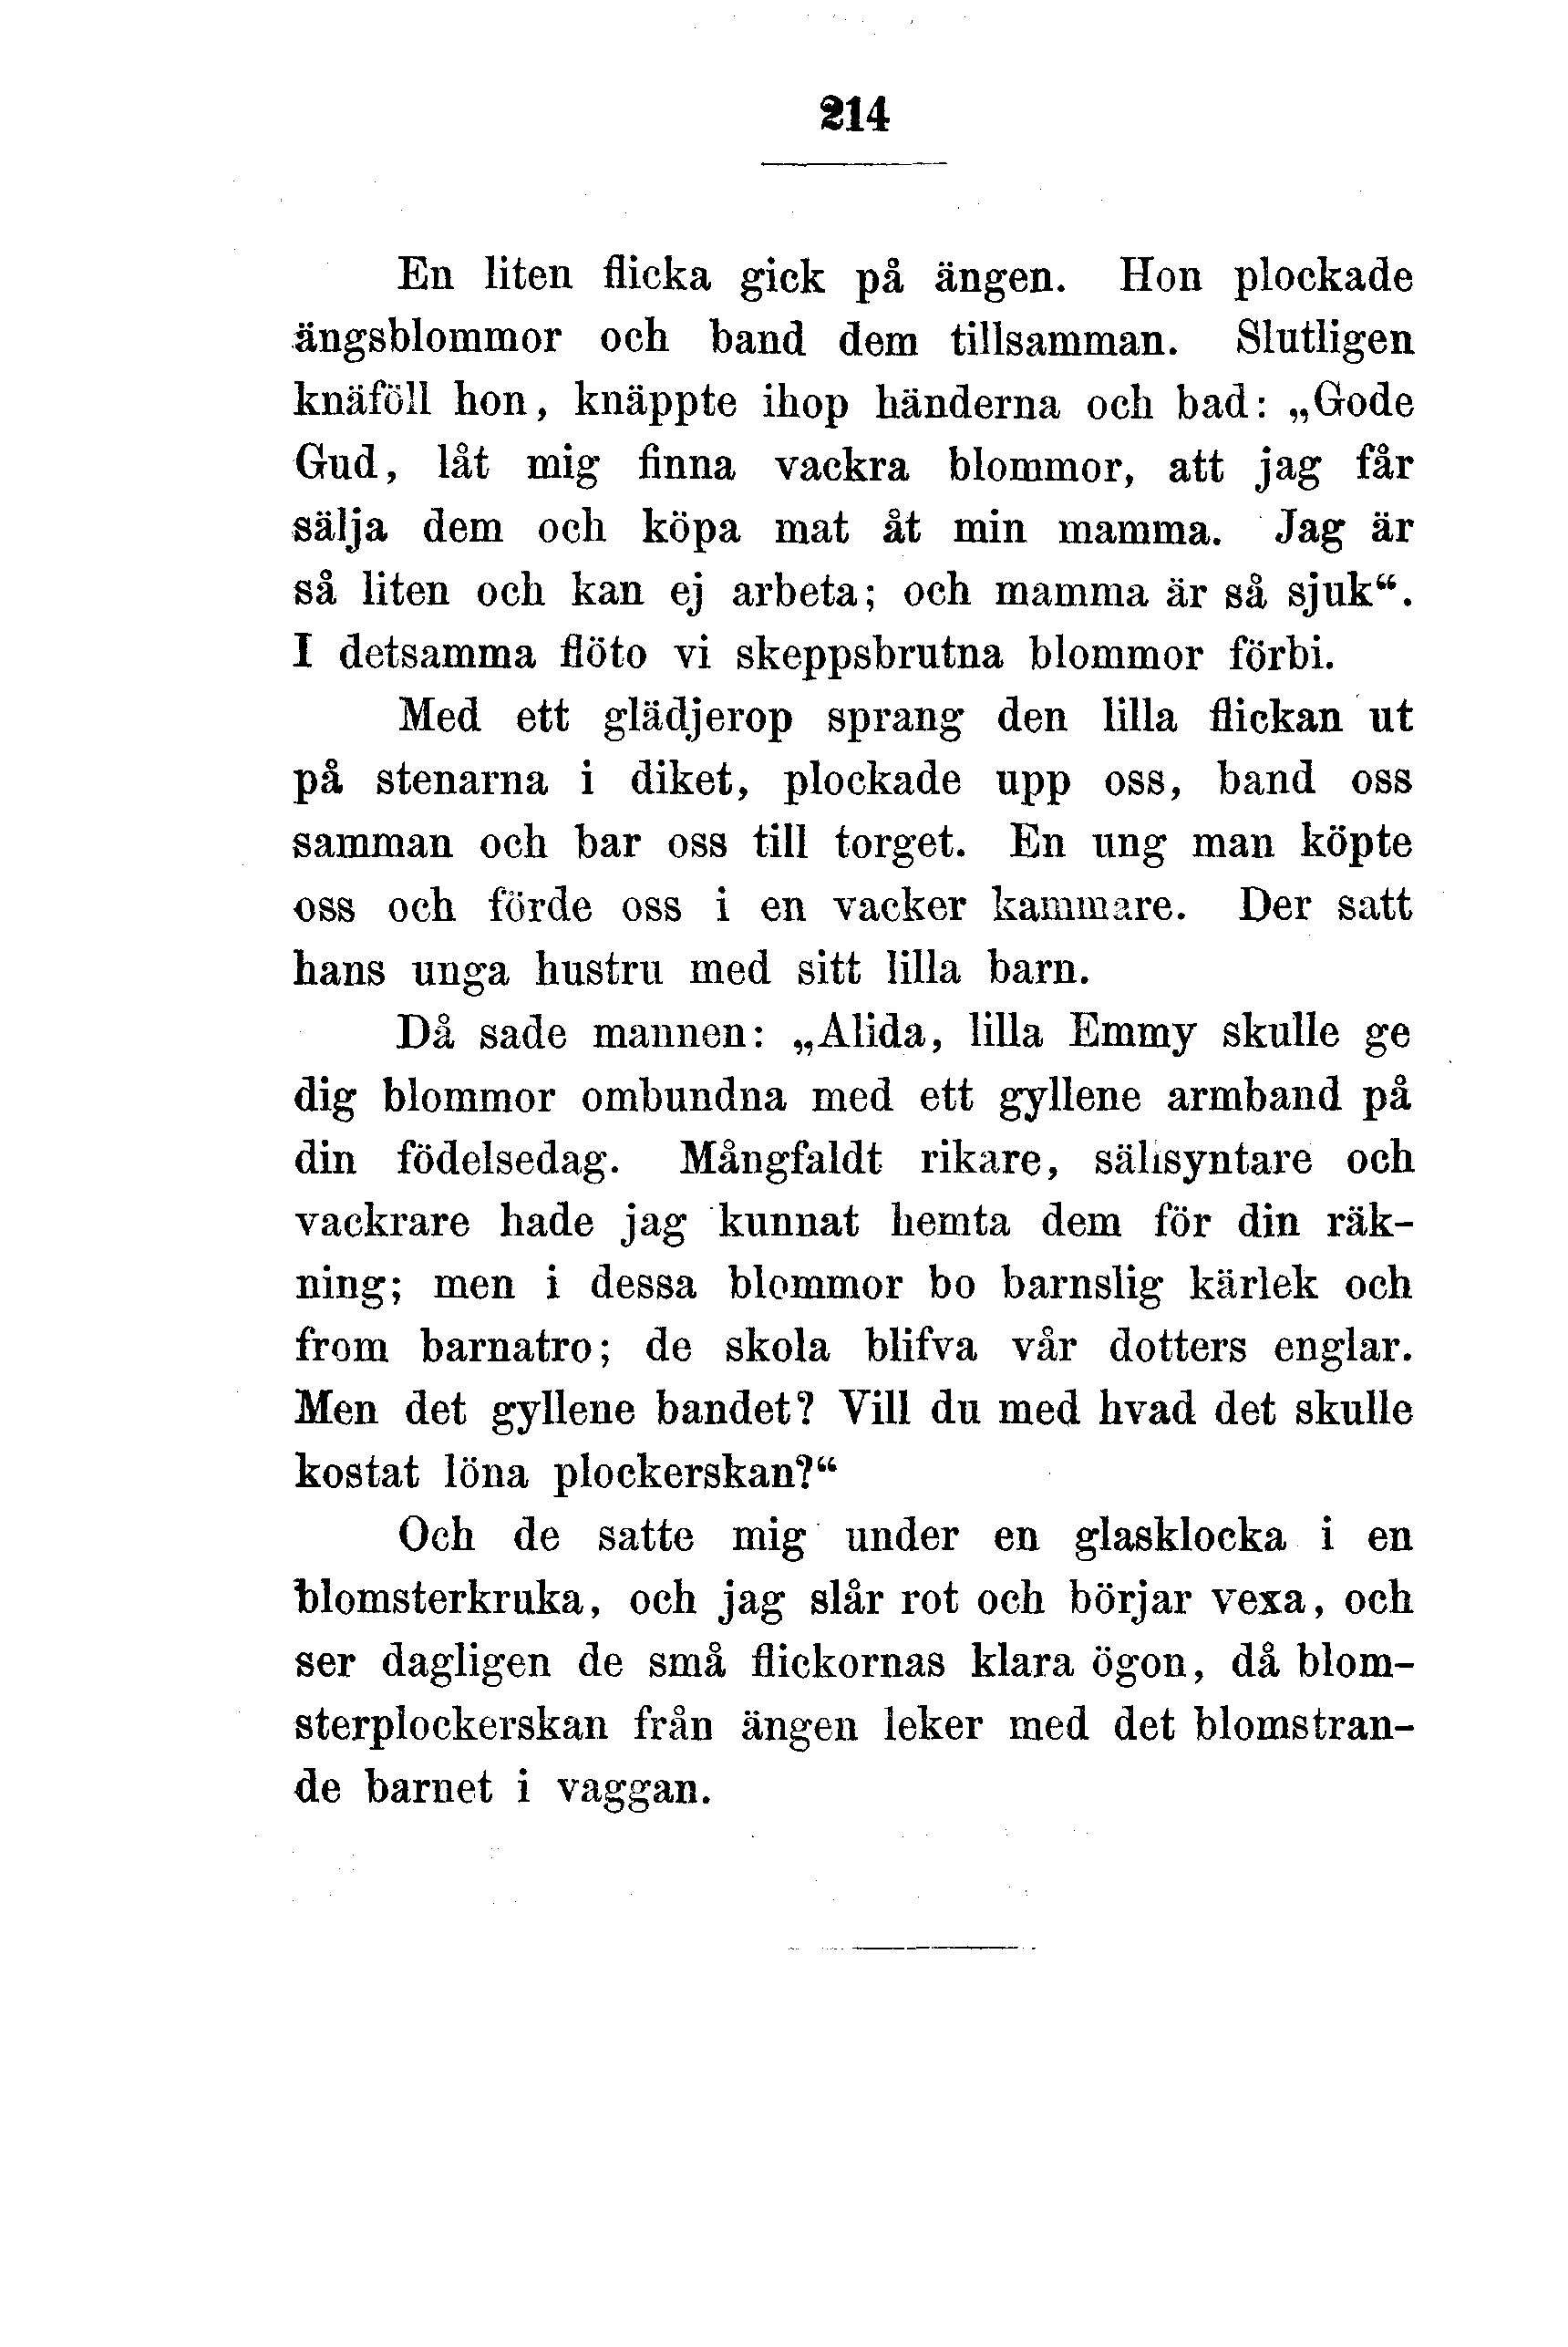 214
En liten flicka gick på ängen. Hon plockade
ängsblommor och band dem tillsamman. Slutligen
knäföll hon, knäppte ihop händerna och bad: „Gode
Gud, låt mig finna vackra blommor, att jag får
sälja dem och köpa mat åt min mamma. Jag är
så liten och kan ej arbeta; och mamma är så sjuk“.
I detsamma flöto vi skeppsbrutna blommor förbi.
Med ett glädjerop sprang den lilla flickan ut
på stenarna i diket, plockade upp oss, band oss
samman och bar oss till torget. En ung man köpte
oss och förde oss i en vacker kammare. Der satt
hans unga hustru med sitt lilla barn.
Då sade mannen: „Alida, lilla Emmy skulle ge
dig blommor ombundna med ett gyllene armband på
din födelsedag. Mångfaldt rikare, sällsyntare och
vackrare hade jag kunnat hemta dem för din räk-
ning; men i dessa blommor bo barnslig kärlek och
from barnatro; de skola blifva vår dotters englar.
Men det gyllene bandet? Vill du med hvad det skulle
kostat löna plockerskan?“
Och de satte mig under en glasklocka i en
blomsterkruka, och jag slår rot och börjar vexa, och
ser dagligen de små flickornas klara ögon, då blom-
sterplockerskan från ängen leker med det blomstran-
de barnet i vaggan.